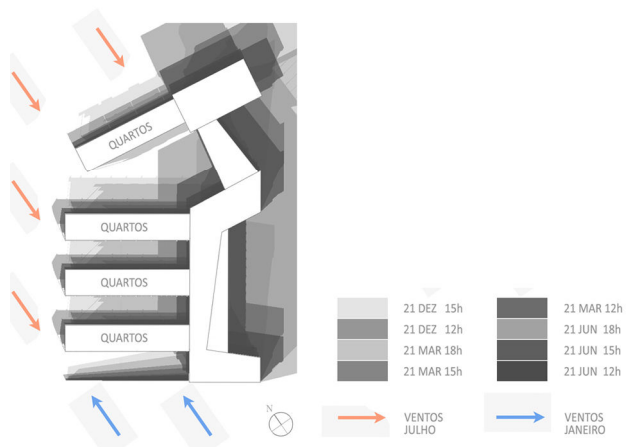 QUARTOS
QUARTOS
QUARTOS
QUARTOS
21 DEZ 15h
21 DEZ 12h
21 MAR 18h
21 MAR 15h
21 MAR 12h
21 JUN 18h
21 JUN 15h
21 JUN 12h
N
VENTOS
JULHO
VENTOS
JANEIRO